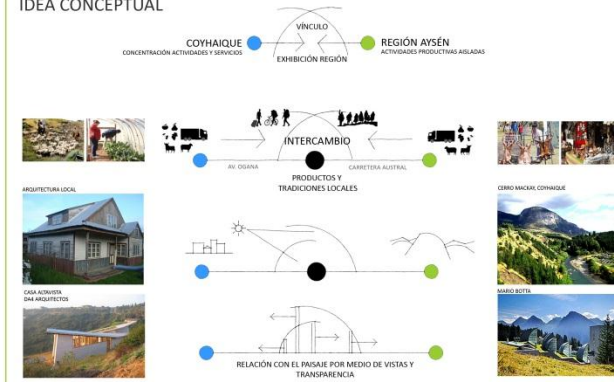 IDEA CONCEPTUAL
VÍNCULO
COYHAIQUE
CONCENTRACIÓN ACTIVIDADES Y SERVICIOS
REGIÓN AYSÉN
ACTIVIDADES PRODUCTIVAS AISLADAS
EXHIBICIÓN REGIÓN
INTERCAMBIO
AV. OGANA
CARRETERA AUSTRAL
PRODUCTOS Y
TRADICIONES LOCALES
ARQUITECTURA LOCAL
CERRO MACKAY, COYHAIQUE
CASA ALTAVISTA
DA4 ARQUITECTOS
MARIO BOTTA
RELACIÓN CON EL PAISAJE POR MEDIO DE VISTAS Y
TRANSPARENCIA